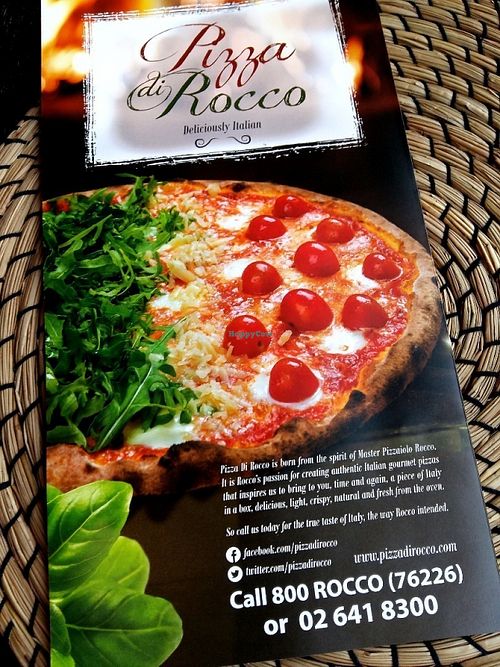 Pizza
di Rocco
Deliciously Italian
HappyCow
Pizza Di Rocco is born from the spirit of Master Pizzaiolo Rocco.
It is Rocco's passion for creating authentic Italian gourmet pizzas
that inspires us to bring to you, time and again, a piece of Italy
in a box, delicious, light, crispy, natural and fresh from the oven.
So call us today for the true taste of Italy, the way Rocco intended.
facebook.com/pizzadirocco
twitter.com/pizzadirocco www.pizzadirocco.com
Call 800 ROCCO (76226)
or 02 641 8300